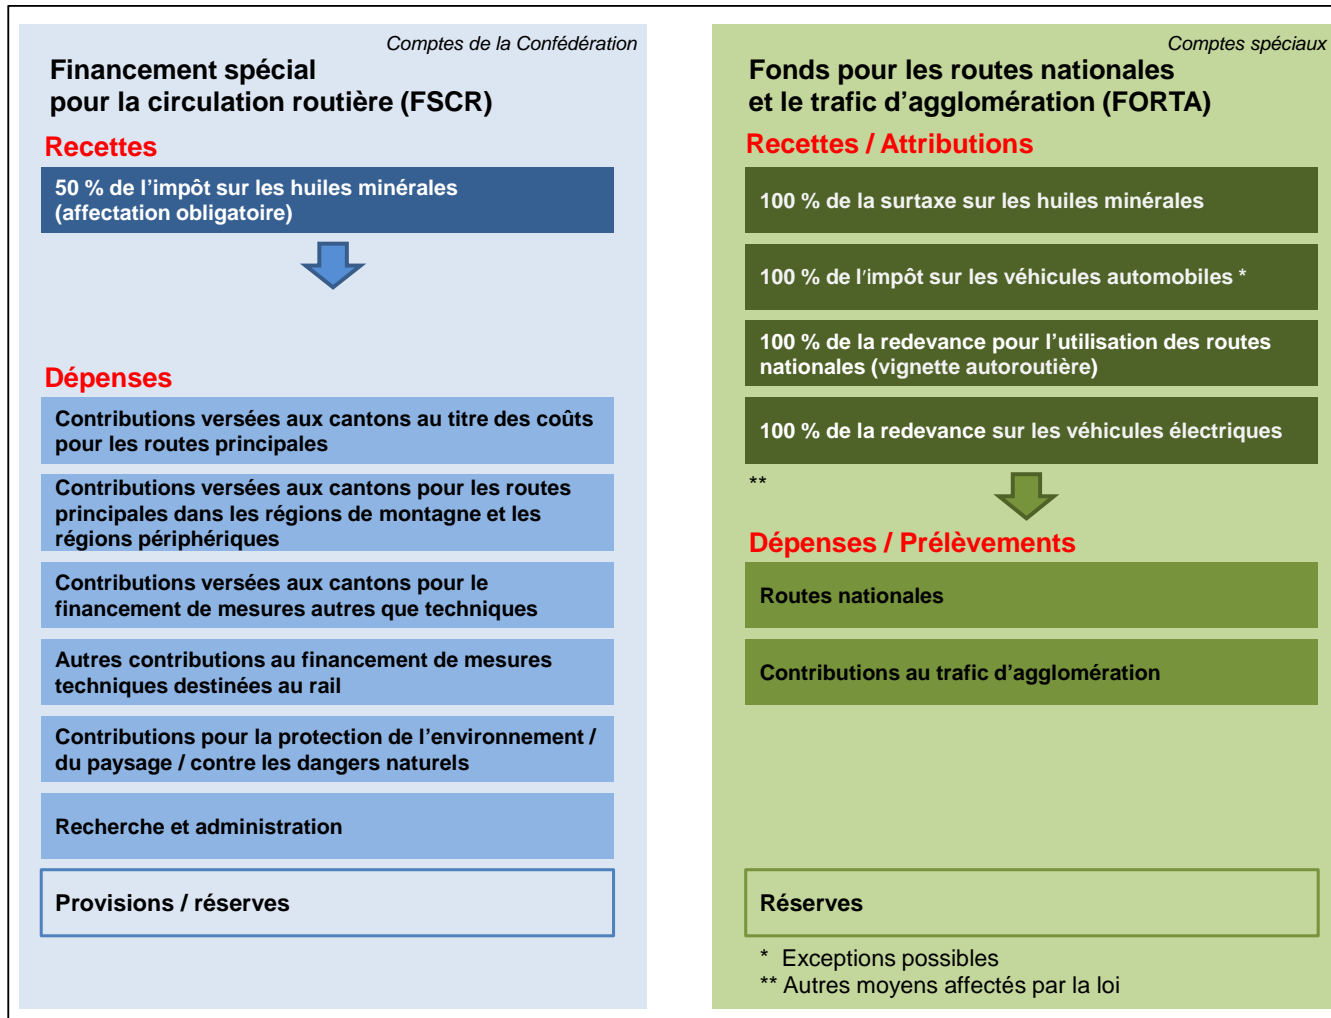 Comptes de la Confédération
Financement spécial
pour la circulation routière (FSCR)
Recettes
50 % de l’impôt sur les huiles minérales
(affectation obligatoire)
Dépenses
Contributions versées aux cantons au titre des coûts
pour les routes principales
Contributions versées aux cantons pour les routes
principales dans les régions de montagne et les
régions périphériques
Contributions versées aux cantons pour le
financement de mesures autres que techniques
Autres contributions au financement de mesures
techniques destinées au rail
Contributions pour la protection de l’environnement /
du paysage / contre les dangers naturels
Recherche et administration
Provisions / réserves
Comptes spéciaux
Fonds pour les routes nationales
et le trafic d’agglomération (FORTA)
Recettes / Attributions
100 % de la surtaxe sur les huiles minérales
100 % de l’impôt sur les véhicules automobiles *
100 % de la redevance pour l’utilisation des routes
nationales (vignette autoroutière)
100 % de la redevance sur les véhicules électriques
**
Dépenses / Prélèvements
Routes nationales
Contributions au trafic d’agglomération
Réserves
* Exceptions possibles
** Autres moyens affectés par la loi